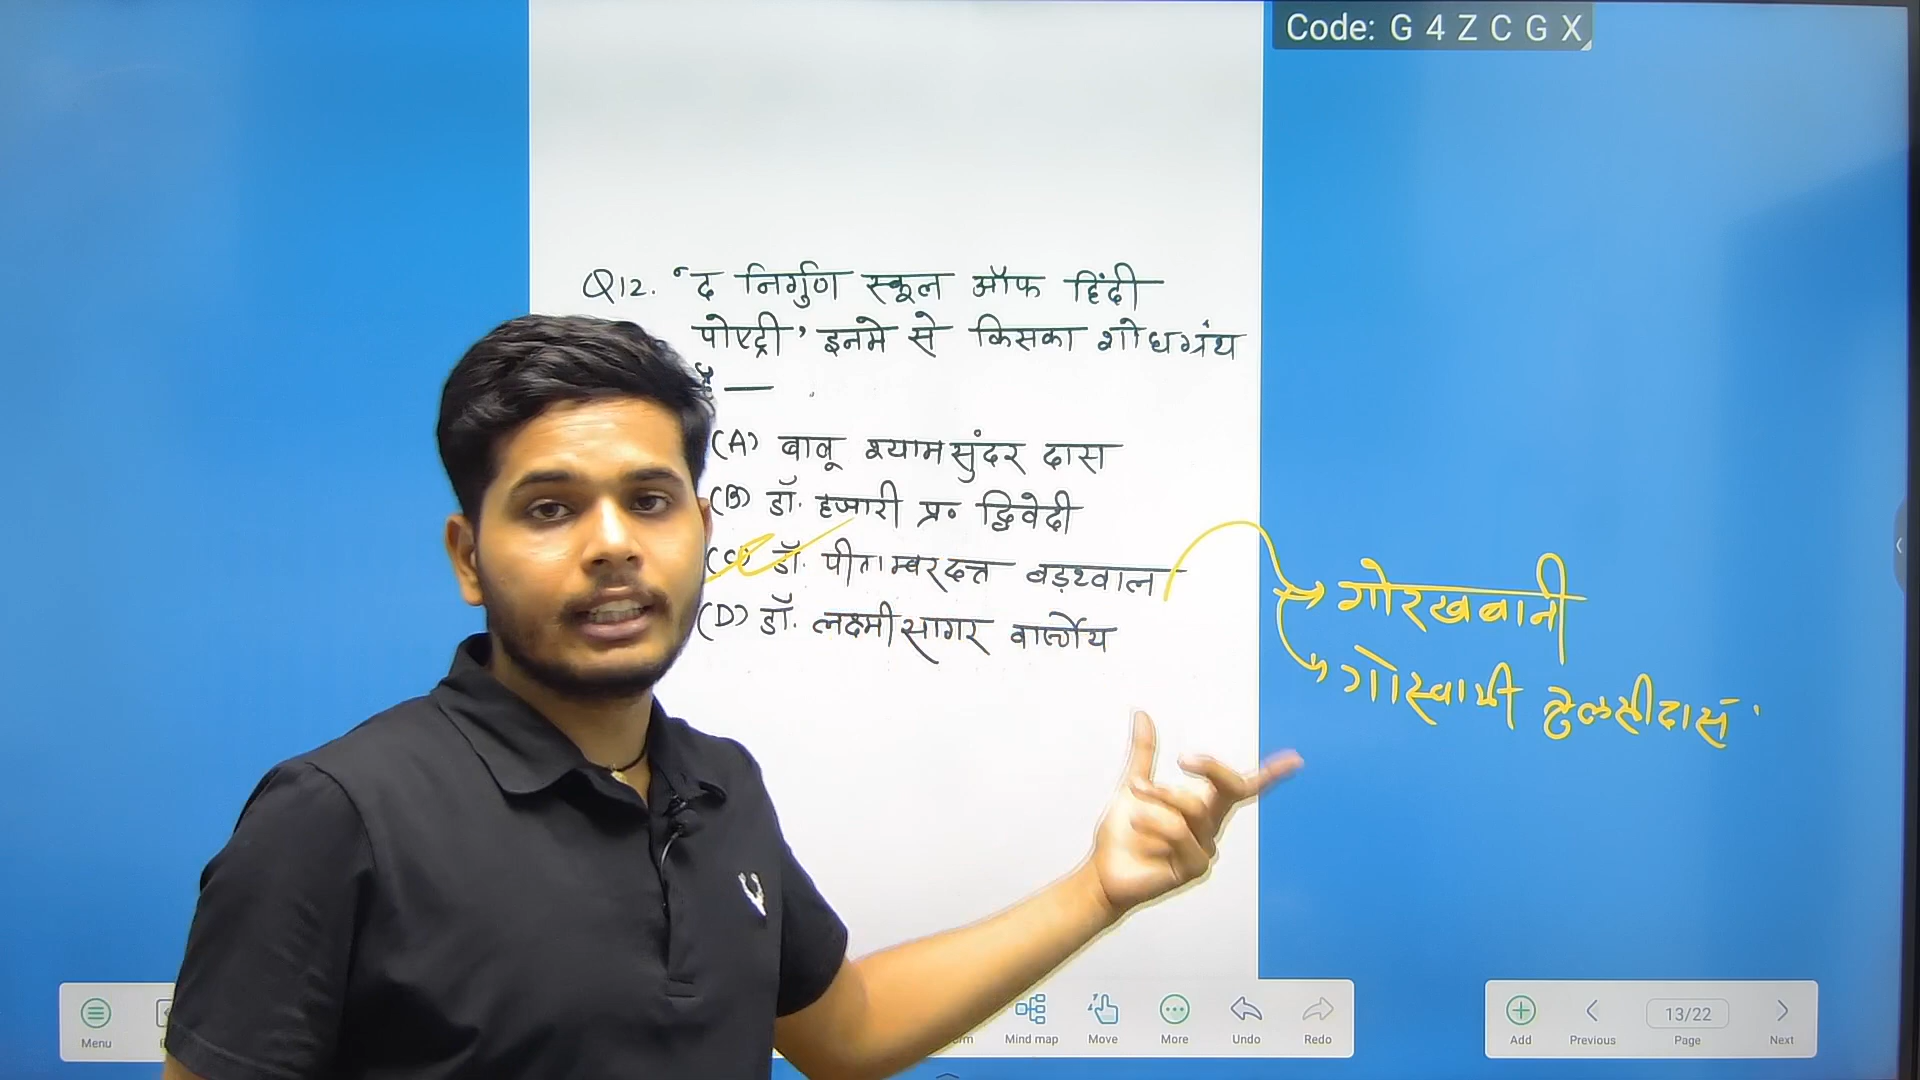 Code: G 4 Z C G X
Q12. "द निर्गुण स्कूल ऑफ हिंदी
पोएट्री' इनमे से किसका शोधग्रंथ
है —
(A) बाबू श्यामसुंदर दास
(B) डॉ. हजारी प्र० द्विवेदी
(C) डॉ. पीताम्बरदत्त बड़थ्वाल
(D) डॉ. लक्ष्मीसागर वार्ष्णेय
गोरखबानी
गोस्वामी तुलसीदास
Menu
Mind map Move More Undo Redo
Add Previous 13/22 Page Next